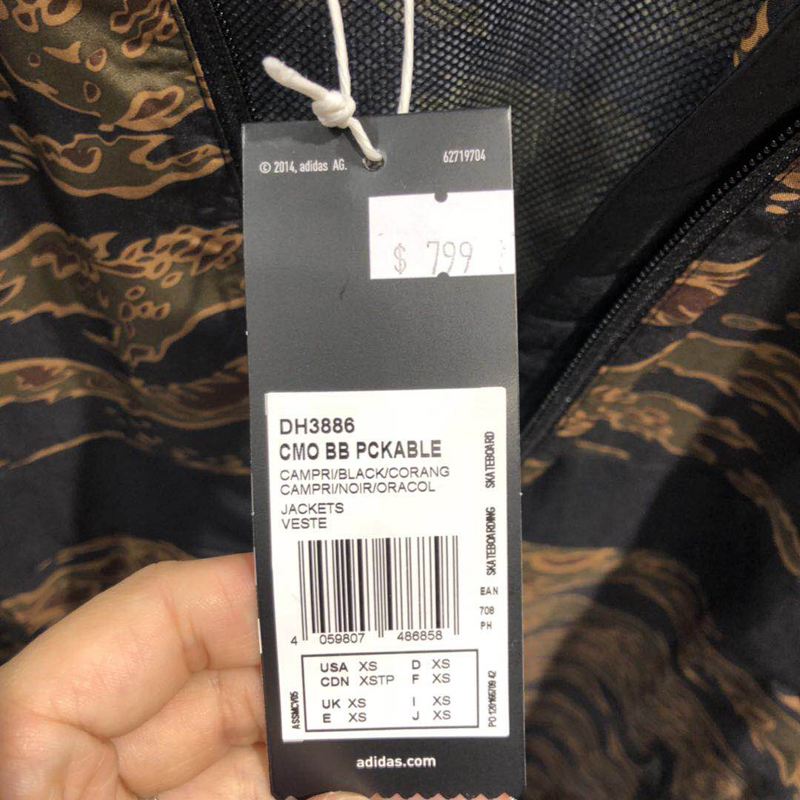 © 2014, adidas AG.
62719704
$ 799
DH3886
CMO BB PCKABLE
CAMPRI/BLACK/CORANG
CAMPRI/NOIR/ORACOL
JACKETS
VESTE
SKATEBOARDING SKATEBOARD
EAN
708
PH
4 059807 486858
USA XS D XS
CDN XSTP F XS
UK XS I XS
E XS J XS
ASSMCY05
adidas.com